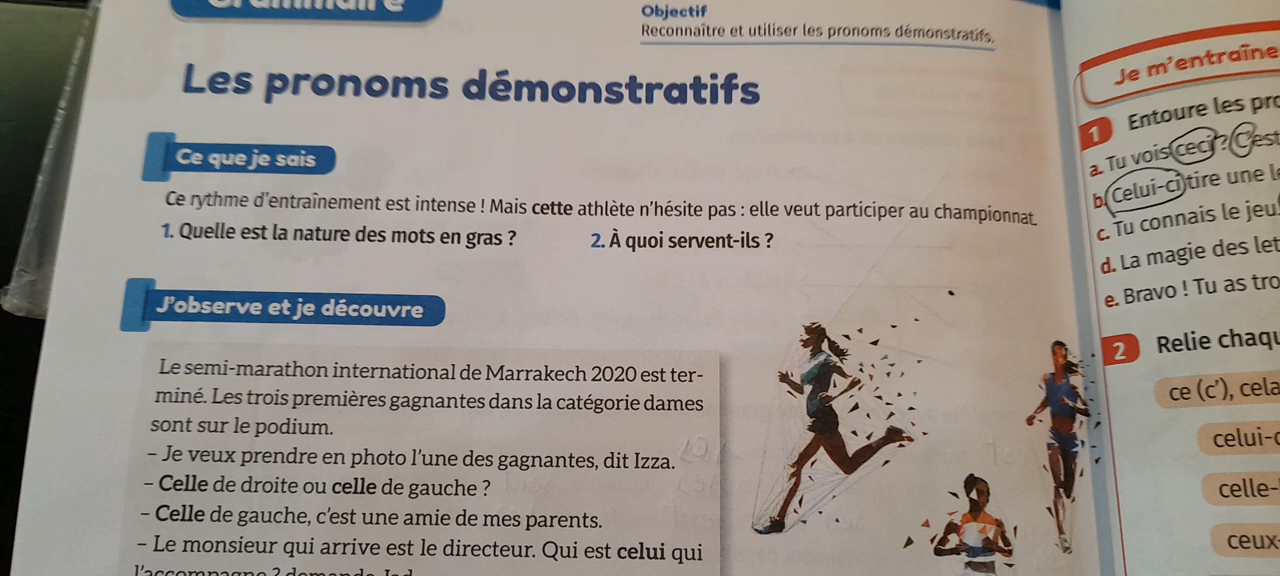 Grammaire
Objectif
Reconnaître et utiliser les pronoms démonstratifs.
Les pronoms démonstratifs
Ce que je sais
Ce rythme d'entraînement est intense ! Mais cette athlète n'hésite pas : elle veut participer au championnat.
1. Quelle est la nature des mots en gras ? 2. À quoi servent-ils ?
J'observe et je découvre
Le semi-marathon international de Marrakech 2020 est ter-
miné. Les trois premières gagnantes dans la catégorie dames
sont sur le podium.
– Je veux prendre en photo l'une des gagnantes, dit Izza.
– Celle de droite ou celle de gauche ?
– Celle de gauche, c'est une amie de mes parents.
– Le monsieur qui arrive est le directeur. Qui est celui qui
l'accompagne ? demande
Je m'entraîne
1 Entoure les
a. Tu vois ceci ? C'est
b. Celui-ci tire une
c. Tu connais le jeu
d. La magie des
e. Bravo ! Tu as
2 Relie
ce (c'), cela
celui-
celle-
ceux-